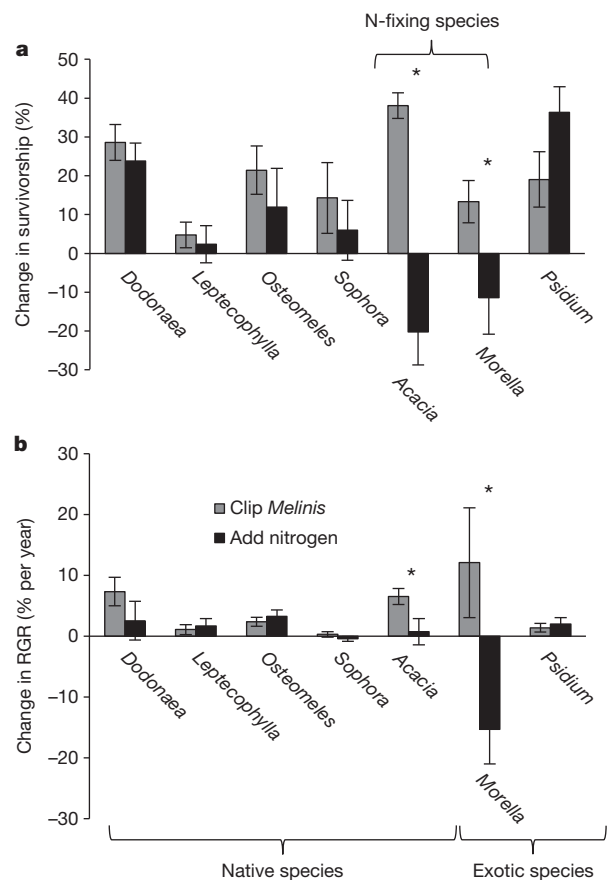 N-fixing species
a
Change in survivorship (%)
50
40
30
20
10
0
−10
−20
−30
*
*
Dodonaea
Leptecophylla
Osteomeles
Sophora
Acacia
Morella
Psidium
b
Change in RGR (% per year)
30
20
10
0
−10
−20
−30
Clip Melinis
Add nitrogen
*
*
Dodonaea
Leptecophylla
Osteomeles
Sophora
Acacia
Morella
Psidium
Native species
Exotic species